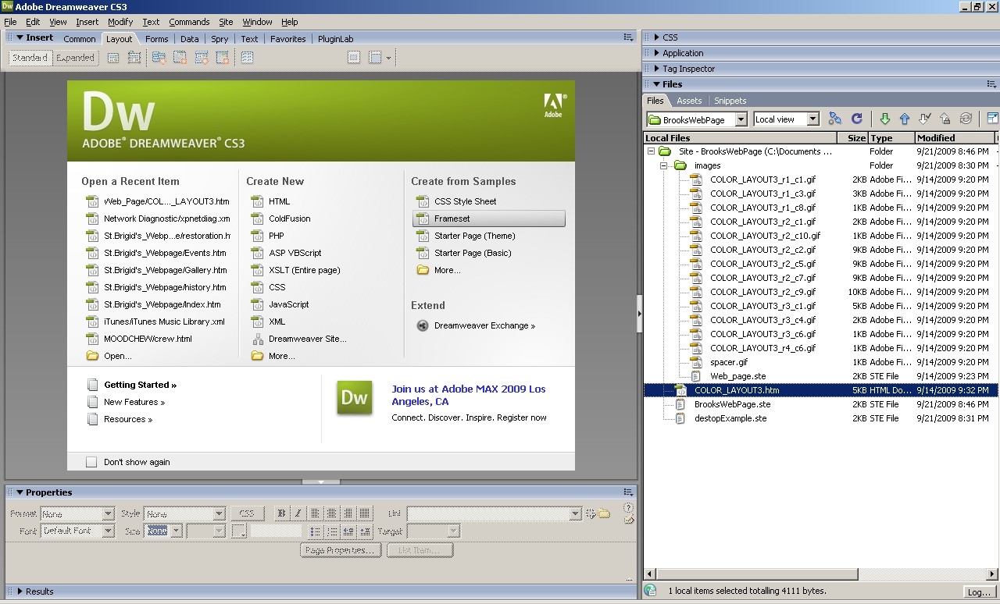 Dw Adobe Dreamweaver CS3
File Edit View Insert Modify Text Commands Site Window Help
Insert Common Layout Forms Data Spry Text Favorites PluginLab
Standard Expanded
Dw
ADOBE® DREAMWEAVER® CS3
Adobe
Open a Recent Item
Web_Page/COL..._LAYOUT3.htm
Network Diagnostic/xpnetdiag.xm
St.Brigid's_Webp...e/restoration.h
St.Brigid's_Webpage/Events.htm
St.Brigid's_Webpage/Gallery.htm
St.Brigid's_Webpage/history.htm
St.Brigid's_Webpage/Index.htm
iTunes/iTunes Music Library.xml
MOODCHEW/crew.html
Open...
Create New
HTML
ColdFusion
PHP
ASP VBScript
XSLT (Entire page)
CSS
JavaScript
XML
Dreamweaver Site...
More...
Create from Samples
CSS Style Sheet
Frameset
Starter Page (Theme)
Starter Page (Basic)
More...
Extend
Dreamweaver Exchange »
Getting Started »
New Features »
Resources »
Dw
Join us at Adobe MAX 2009 Los
Angeles, CA
Connect. Discover. Inspire. Register now
Don't show again
Properties
Format None Style None CSS B I Link
Font Default Font Size None Target
Page Properties... List Item...
Results
CSS
Application
Tag Inspector
Files
Files Assets Snippets
BrooksWebPage Local view
Local Files Size Type Modified
Site - BrooksWebPage (C:\Documents ... Folder 9/21/2009 8:46 PM
images Folder 9/21/2009 8:30 PM
COLOR_LAYOUT3_r1_c1.gif 2KB Adobe Fi... 9/14/2009 9:20 PM
COLOR_LAYOUT3_r1_c3.gif 3KB Adobe Fi... 9/14/2009 9:20 PM
COLOR_LAYOUT3_r1_c8.gif 1KB Adobe Fi... 9/14/2009 9:20 PM
COLOR_LAYOUT3_r2_c1.gif 2KB Adobe Fi... 9/14/2009 9:20 PM
COLOR_LAYOUT3_r2_c10.gif 1KB Adobe Fi... 9/14/2009 9:20 PM
COLOR_LAYOUT3_r2_c2.gif 9KB Adobe Fi... 9/14/2009 9:20 PM
COLOR_LAYOUT3_r2_c5.gif 9KB Adobe Fi... 9/14/2009 9:20 PM
COLOR_LAYOUT3_r2_c7.gif 9KB Adobe Fi... 9/14/2009 9:20 PM
COLOR_LAYOUT3_r2_c9.gif 10KB Adobe Fi... 9/14/2009 9:20 PM
COLOR_LAYOUT3_r3_c1.gif 5KB Adobe Fi... 9/14/2009 9:20 PM
COLOR_LAYOUT3_r3_c4.gif 1KB Adobe Fi... 9/14/2009 9:20 PM
COLOR_LAYOUT3_r3_c6.gif 1KB Adobe Fi... 9/14/2009 9:20 PM
COLOR_LAYOUT3_r4_c6.gif 1KB Adobe Fi... 9/14/2009 9:20 PM
spacer.gif 1KB Adobe Fi... 9/14/2009 9:20 PM
Web_page.ste 2KB STE File 9/14/2009 9:23 PM
COLOR_LAYOUT3.htm 5KB HTML Do... 9/14/2009 9:32 PM
BrooksWebPage.ste 2KB STE File 9/21/2009 8:46 PM
destopExample.ste 2KB STE File 9/21/2009 8:31 PM
1 local items selected totalling 4111 bytes. Log...